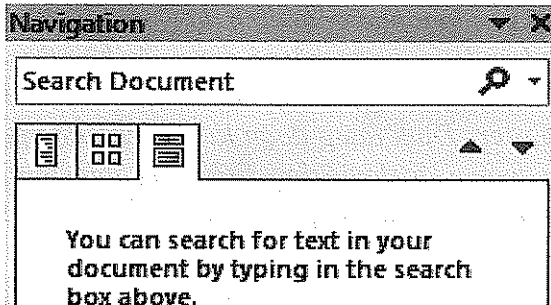 Navigation
Search Document
You can search for text in your
document by typing in the search
box above.